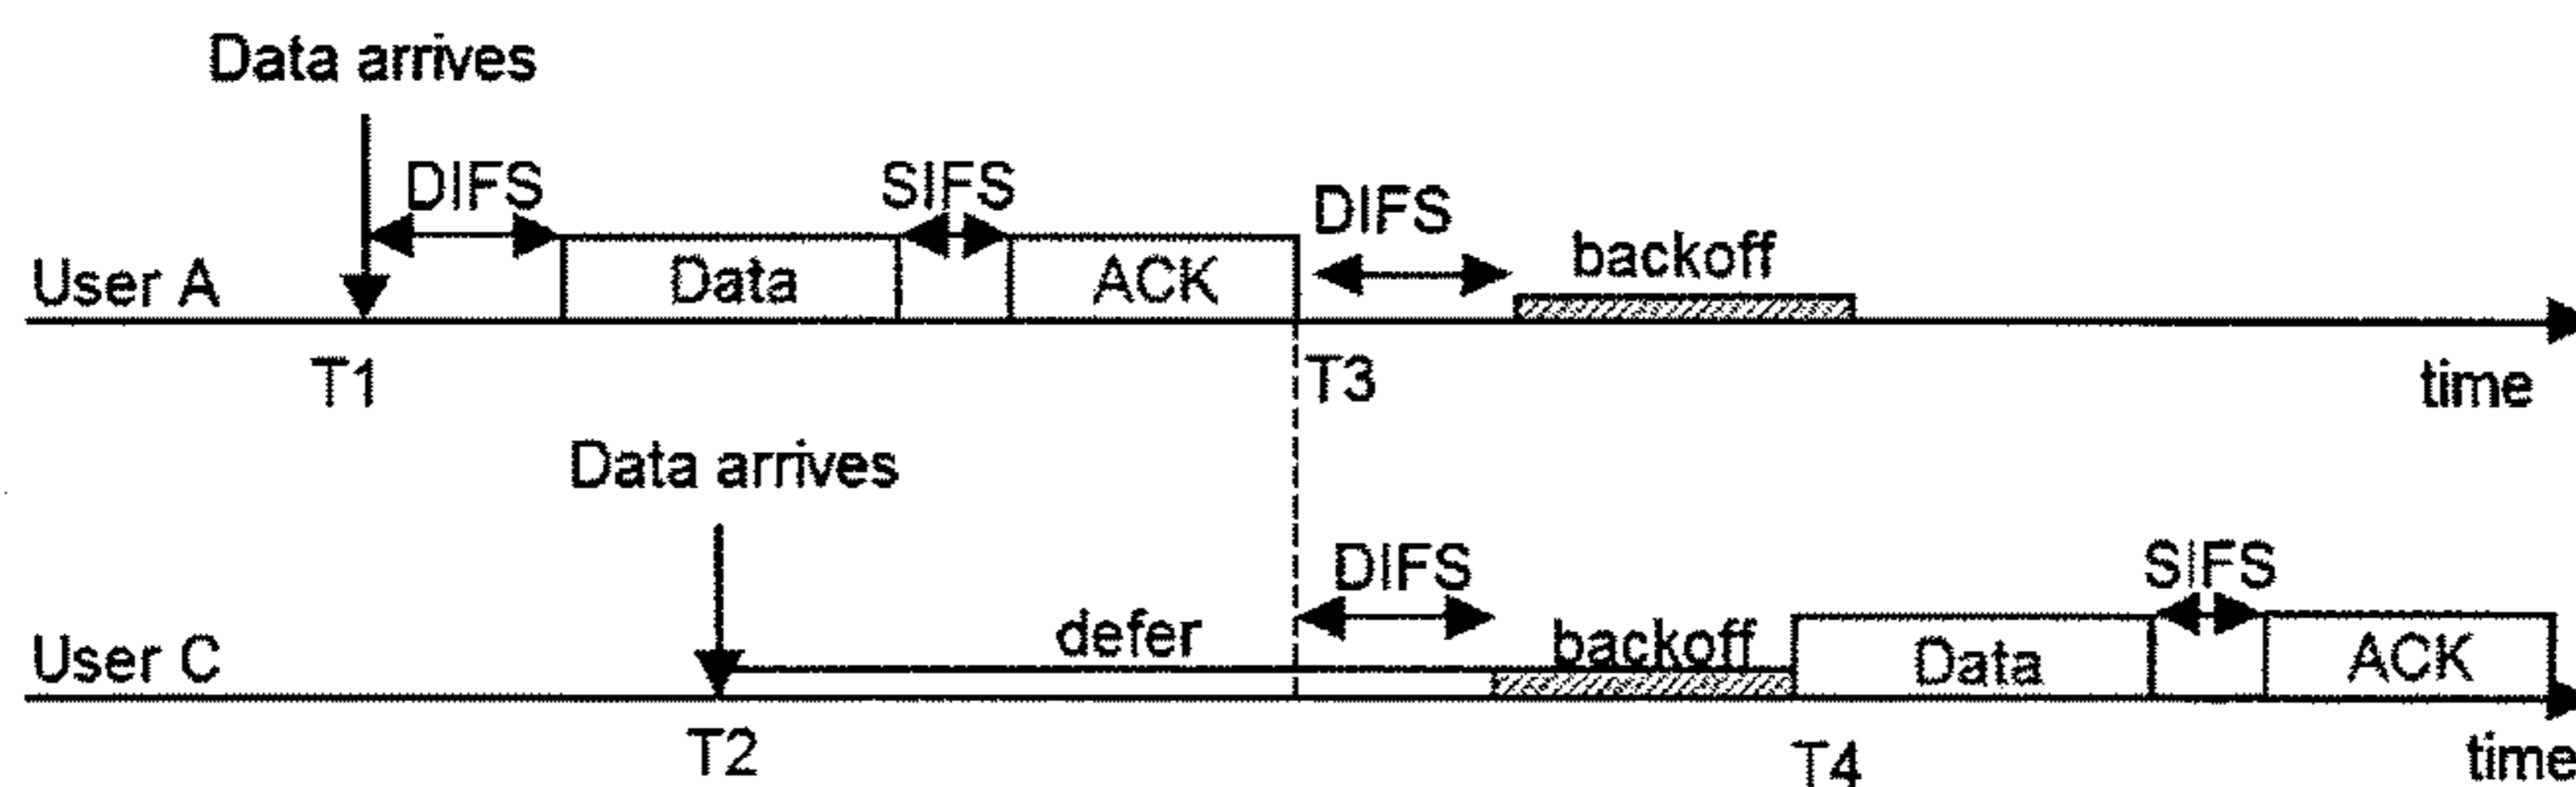 Data arrives
DIFS
SIFS
DIFS
backoff
User A
Data
ACK
T1
T3
time
Data arrives
DIFS
SIFS
User C
defer
backoff
Data
ACK
T2
T4
time